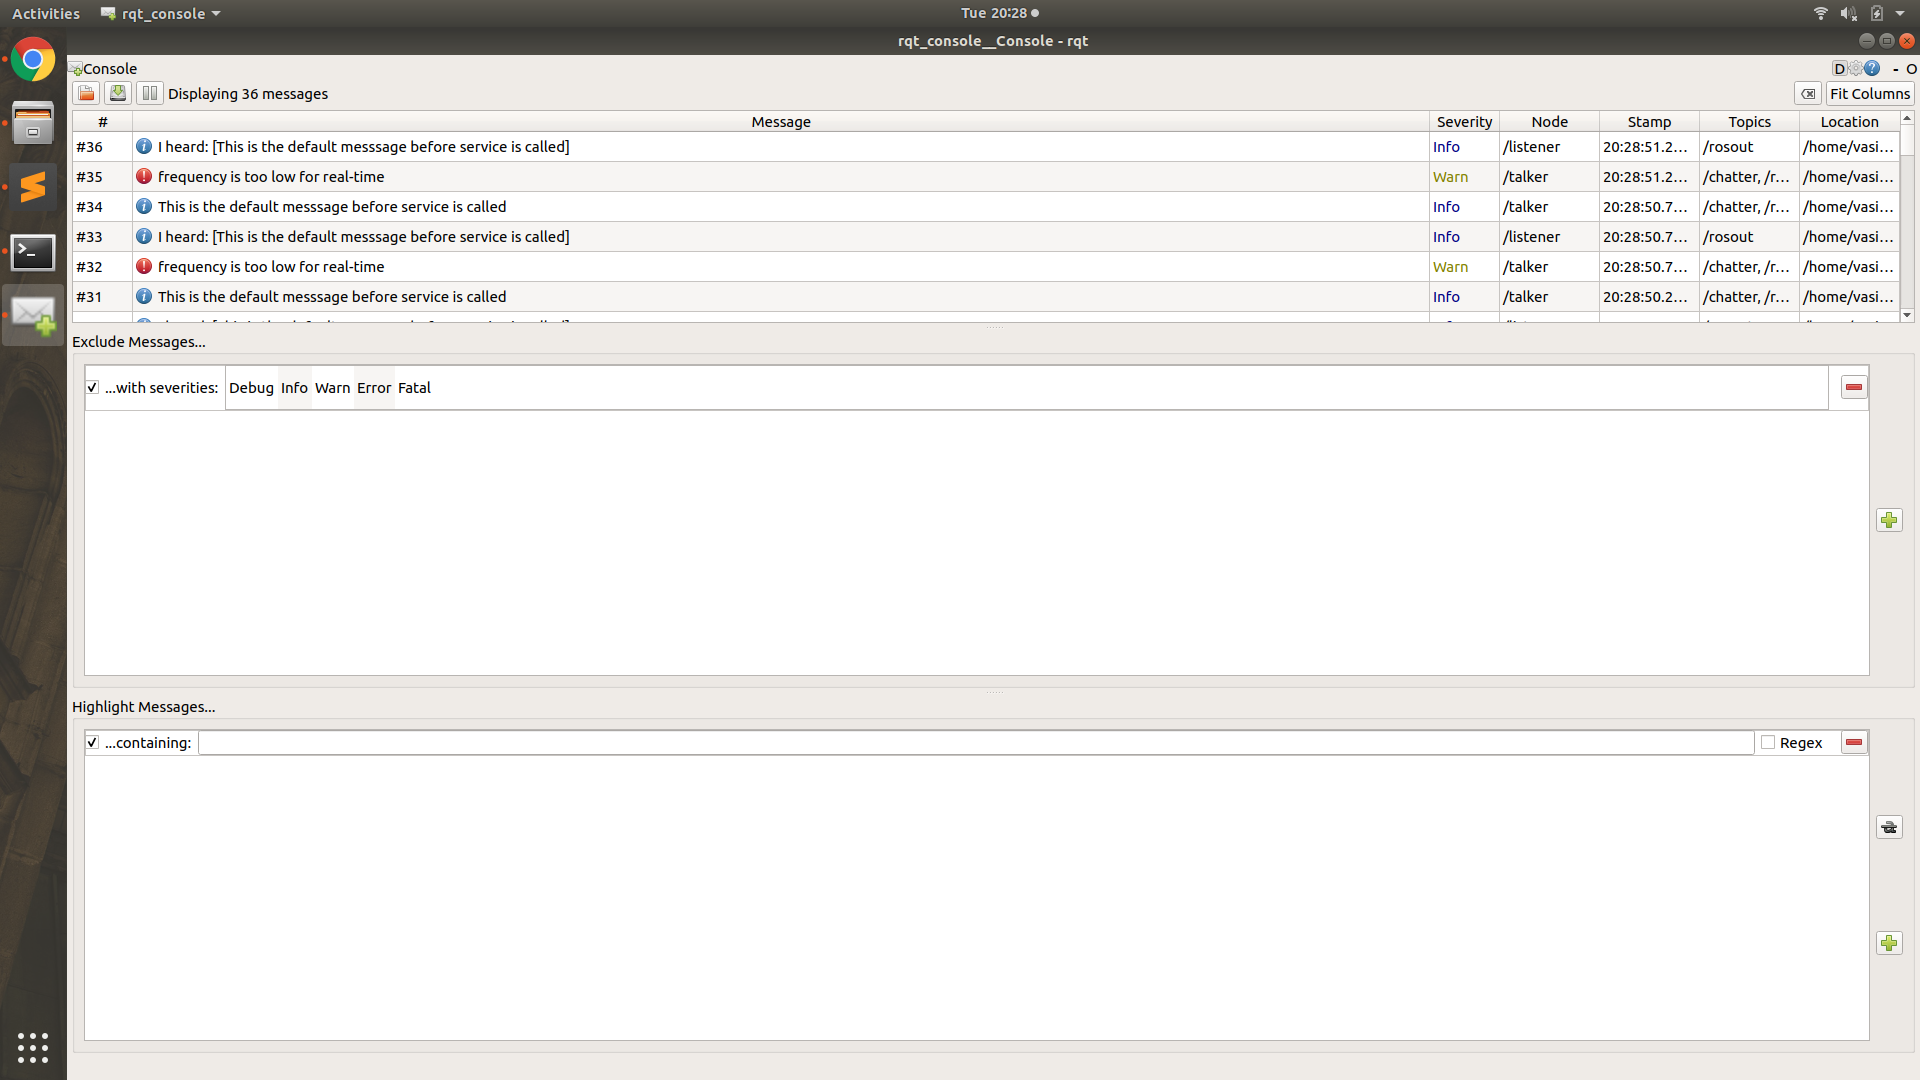 Activities rqt_console Tue 20:28
rqt_console__Console - rqt
Console D - O
Displaying 36 messages Fit Columns
# Message Severity Node Stamp Topics Location
#36 I heard: [This is the default messsage before service is called] Info /listener 20:28:51.2... /rosout /home/vasi...
#35 frequency is too low for real-time Warn /talker 20:28:51.2... /chatter, /r... /home/vasi...
#34 This is the default messsage before service is called Info /talker 20:28:50.7... /chatter, /r... /home/vasi...
#33 I heard: [This is the default messsage before service is called] Info /listener 20:28:50.7... /rosout /home/vasi...
#32 frequency is too low for real-time Warn /talker 20:28:50.7... /chatter, /r... /home/vasi...
#31 This is the default messsage before service is called Info /talker 20:28:50.2... /chatter, /r... /home/vasi...
Exclude Messages...
...with severities: Debug Info Warn Error Fatal
Highlight Messages...
...containing: Regex